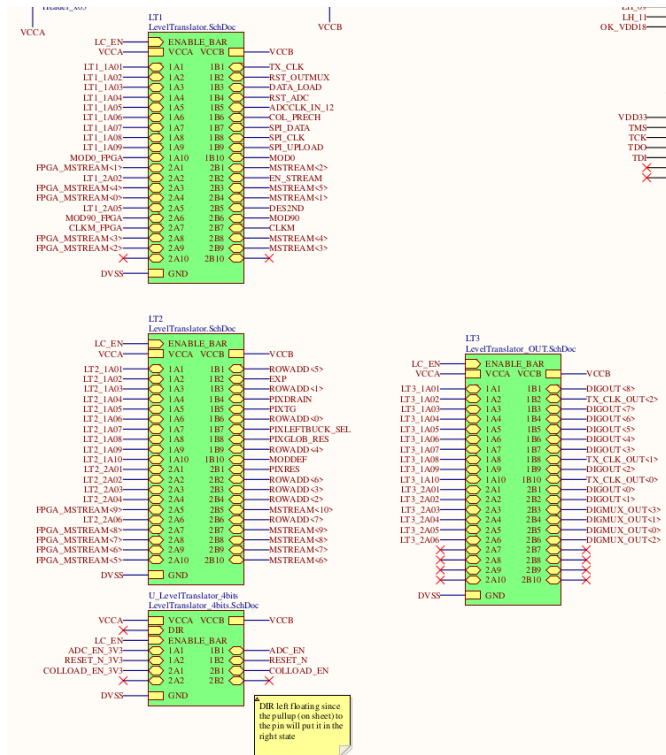 Header_x05
VCCA
VCCB
LH_11
OK_VDD18
LT1
LevelTranslator.SchDoc
LC_EN ENABLE_BAR
VCCA VCCA VCCB VCCB
LT1_1A01 1A1 1B1 TX_CLK
LT1_1A02 1A2 1B2 RST_OUTMUX
LT1_1A03 1A3 1B3 DATA_LOAD
LT1_1A04 1A4 1B4 RST_ADC
LT1_1A05 1A5 1B5 ADCCLK_IN_12
LT1_1A06 1A6 1B6 COL_PRECH
LT1_1A07 1A7 1B7 SPI_DATA
LT1_1A08 1A8 1B8 SPI_CLK
LT1_1A09 1A9 1B9 SPI_UPLOAD
MOD0_FPGA 1A10 1B10 MOD0
FPGA_MSTREAM<1> 2A1 2B1 MSTREAM<2>
LT1_2A02 2A2 2B2 EN_STREAM
FPGA_MSTREAM<4> 2A3 2B3 MSTREAM<5>
FPGA_MSTREAM<0> 2A4 2B4 MSTREAM<1>
LT1_2A05 2A5 2B5 DES2ND
MOD90_FPGA 2A6 2B6 MOD90
CLKM_FPGA 2A7 2B7 CLKM
FPGA_MSTREAM<3> 2A8 2B8 MSTREAM<4>
FPGA_MSTREAM<2> 2A9 2B9 MSTREAM<3>
2A10 2B10
DVSS GND
VDD33
TMS
TCK
TDO
TDI
LT2
LevelTranslator.SchDoc
LC_EN ENABLE_BAR
VCCA VCCA VCCB VCCB
LT2_1A01 1A1 1B1 ROWADD<5>
LT2_1A02 1A2 1B2 EXP
LT2_1A03 1A3 1B3 ROWADD<1>
LT2_1A04 1A4 1B4 PIXDRAIN
LT2_1A05 1A5 1B5 PIXTG
LT2_1A06 1A6 1B6 ROWADD<0>
LT2_1A07 1A7 1B7 PIXLEFTBUCK_SEL
LT2_1A08 1A8 1B8 PIXGLOB_RES
LT2_1A09 1A9 1B9 ROWADD<4>
LT2_1A10 1A10 1B10 MODDEF
LT2_2A01 2A1 2B1 PIXRES
LT2_2A02 2A2 2B2 ROWADD<6>
LT2_2A03 2A3 2B3 ROWADD<3>
LT2_2A04 2A4 2B4 ROWADD<2>
FPGA_MSTREAM<9> 2A5 2B5 MSTREAM<10>
LT2_2A06 2A6 2B6 ROWADD<7>
FPGA_MSTREAM<8> 2A7 2B7 MSTREAM<9>
FPGA_MSTREAM<7> 2A8 2B8 MSTREAM<8>
FPGA_MSTREAM<6> 2A9 2B9 MSTREAM<7>
FPGA_MSTREAM<5> 2A10 2B10 MSTREAM<6>
DVSS GND
LT3
LevelTranslator_OUT.SchDoc
LC_EN ENABLE_BAR
VCCA VCCA VCCB VCCB
LT3_1A01 1A1 1B1 DIGOUT<8>
LT3_1A02 1A2 1B2 TX_CLK_OUT<2>
LT3_1A03 1A3 1B3 DIGOUT<7>
LT3_1A04 1A4 1B4 DIGOUT<6>
LT3_1A05 1A5 1B5 DIGOUT<5>
LT3_1A06 1A6 1B6 DIGOUT<4>
LT3_1A07 1A7 1B7 DIGOUT<3>
LT3_1A08 1A8 1B8 TX_CLK_OUT<1>
LT3_1A09 1A9 1B9 DIGOUT<2>
LT3_1A10 1A10 1B10 TX_CLK_OUT<0>
LT3_2A01 2A1 2B1 DIGOUT<0>
LT3_2A02 2A2 2B2 DIGOUT<1>
LT3_2A03 2A3 2B3 DIGMUX_OUT<3>
LT3_2A04 2A4 2B4 DIGMUX_OUT<1>
LT3_2A05 2A5 2B5 DIGMUX_OUT<0>
LT3_2A06 2A6 2B6 DIGMUX_OUT<2>
2A7 2B7
2A8 2B8
2A9 2B9
2A10 2B10
DVSS GND
U_LevelTranslator_4bits
LevelTranslator_4bits.SchDoc
VCCA VCCA VCCB VCCB
DIR
LC_EN ENABLE_BAR
ADC_EN_3V3 1A1 1B1 ADC_EN
RESET_N_3V3 1A2 1B2 RESET_N
COLLOAD_EN_3V3 2A1 2B1 COLLOAD_EN
2A2 2B2
DVSS GND
DIR left floating since
the pullup (on sheet) to
the pin will put it in the
right state